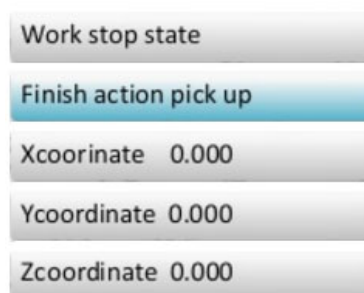 Work stop state
Finish action pick up
Xcoorinate 0.000
Ycoordinate 0.000
Zcoordinate 0.000